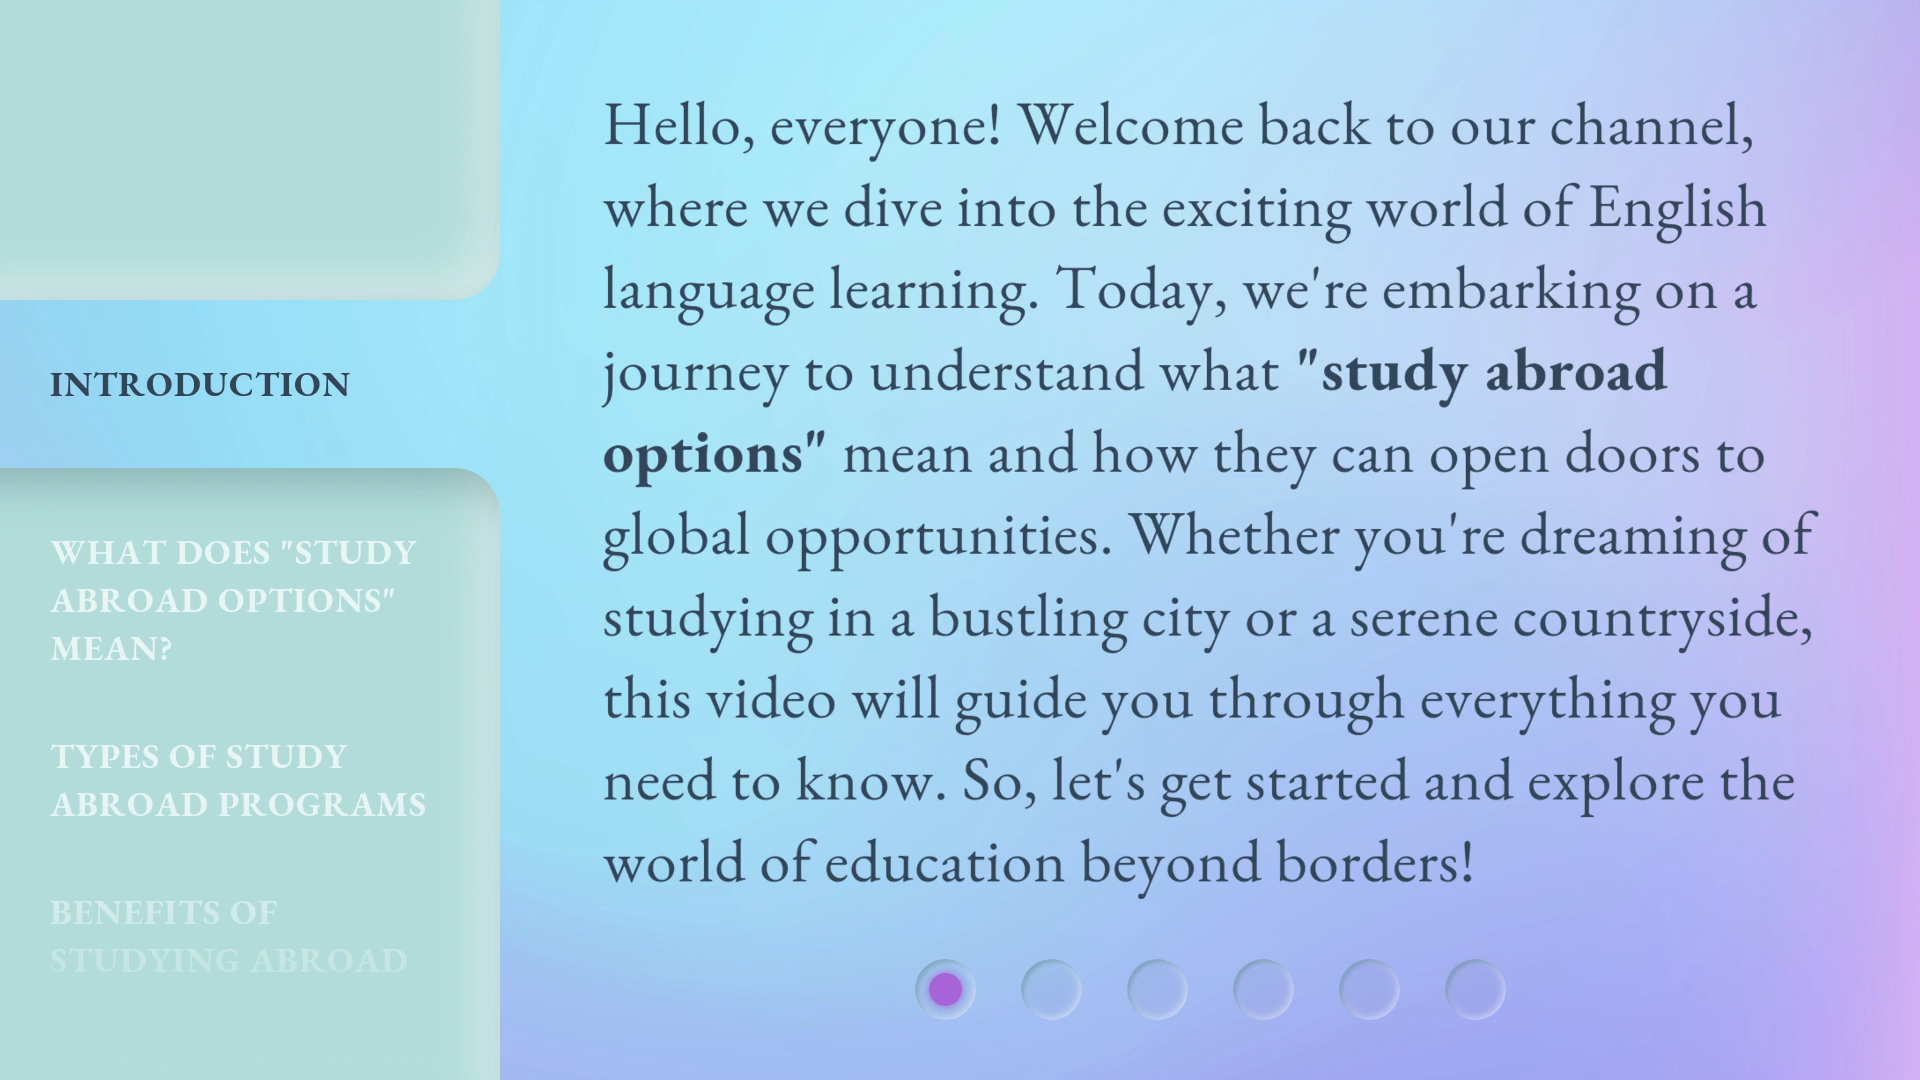 INTRODUCTION
WHAT DOES "STUDY
ABROAD OPTIONS"
MEAN?
TYPES OF STUDY
ABROAD PROGRAMS
BENEFITS OF
STUDYING ABROAD
Hello, everyone! Welcome back to our channel,
where we dive into the exciting world of English
language learning. Today, we're embarking on a
journey to understand what "study abroad
options" mean and how they can open doors to
global opportunities. Whether you're dreaming of
studying in a bustling city or a serene countryside,
this video will guide you through everything you
need to know. So, let's get started and explore the
world of education beyond borders!